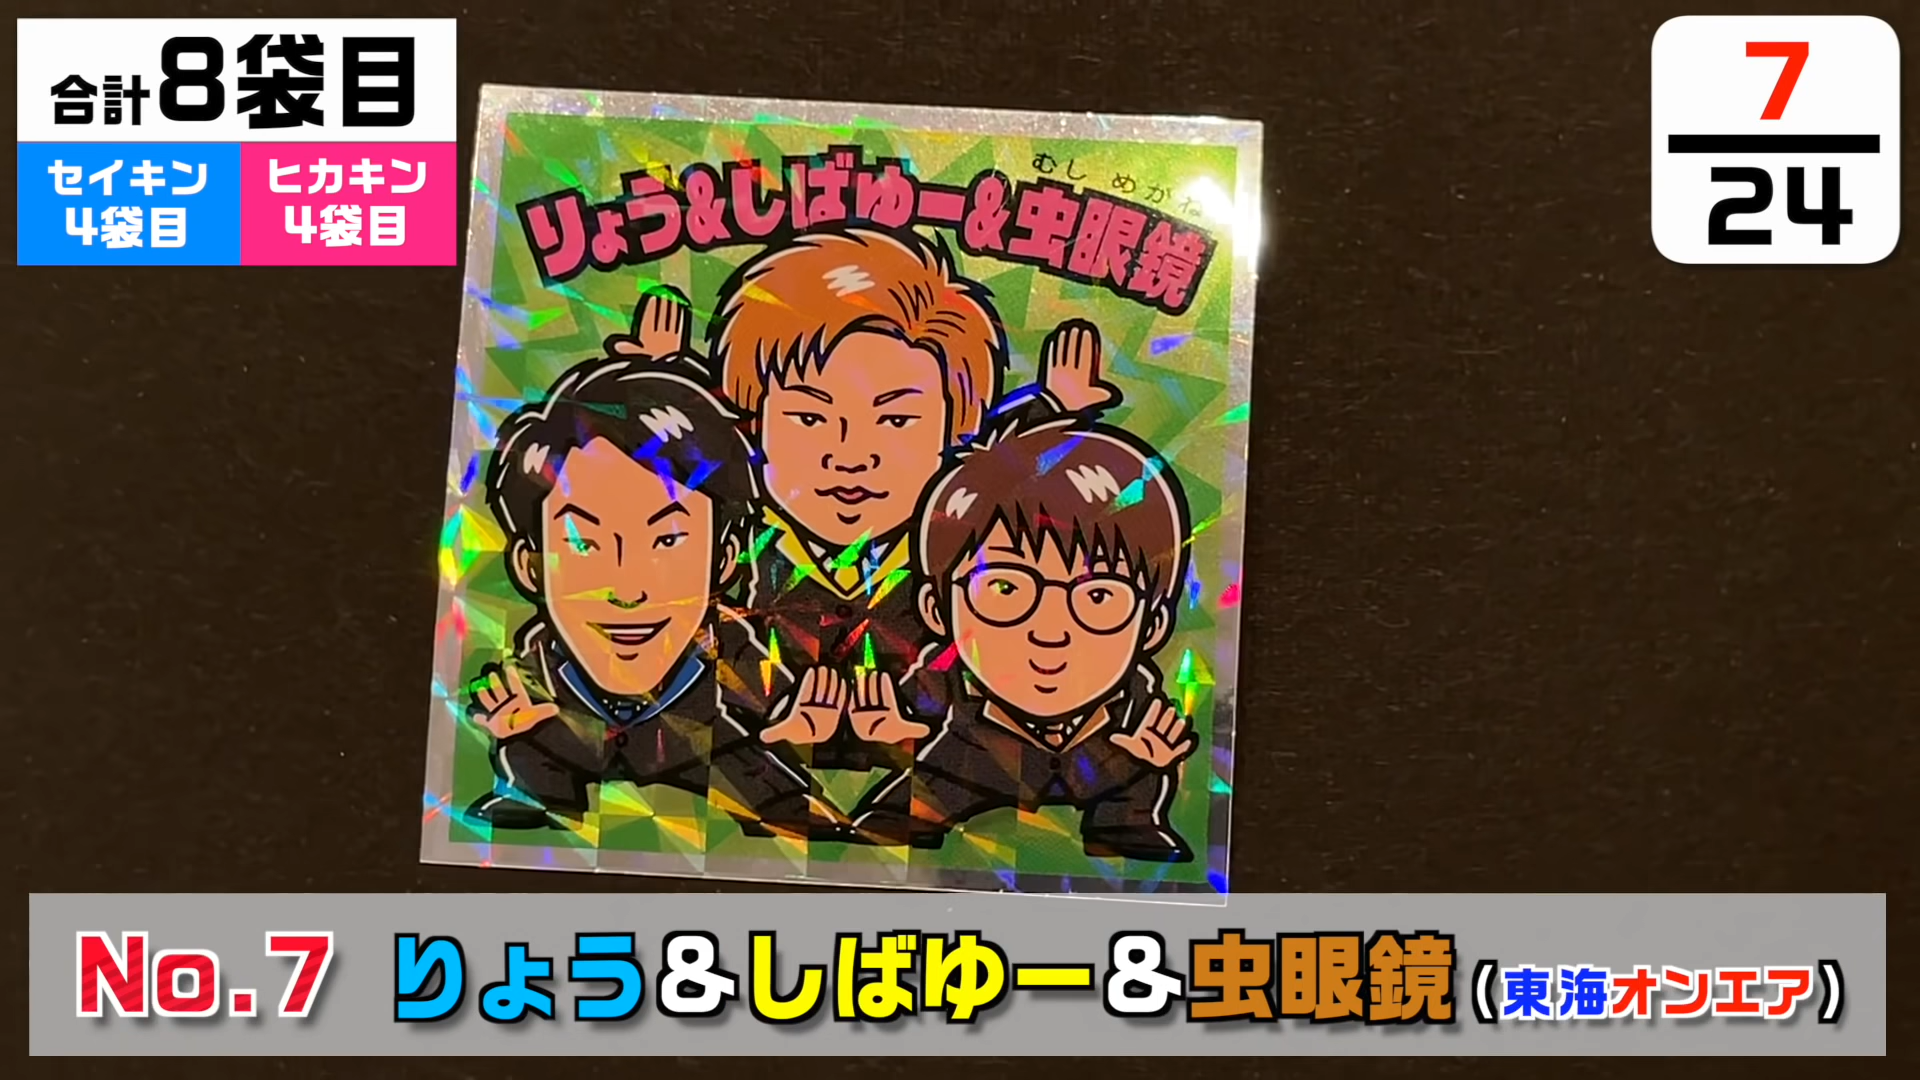 合計8袋目
セイキン
4袋目
ヒカキン
4袋目
7
24
むしめがね
りょう&しばゆー&虫眼鏡
No.7 りょう&しばゆー&虫眼鏡(東海オンエア)